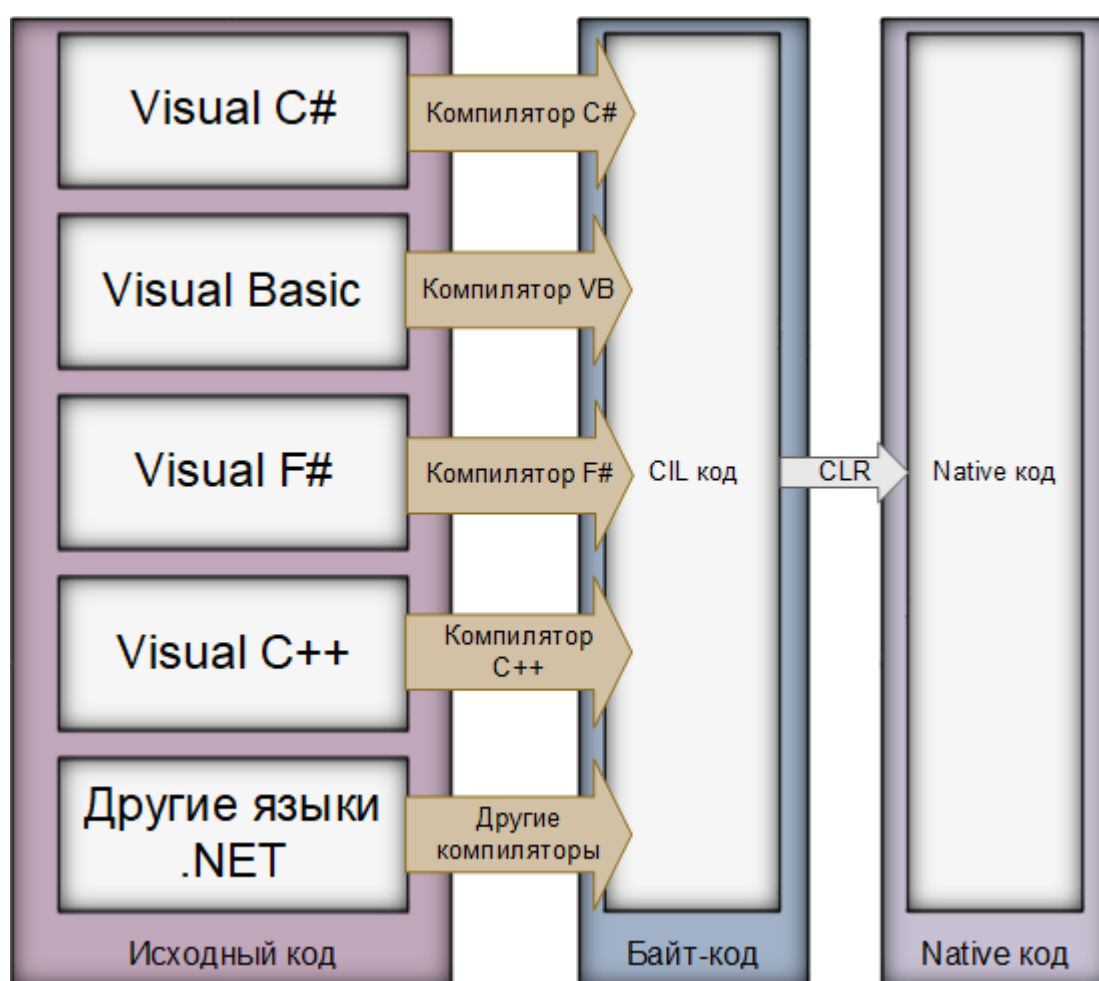 Visual C#
Компилятор C#
Visual Basic
Компилятор VB
Visual F#
Компилятор F#
CIL код
CLR
Native код
Visual C++
Компилятор
C++
Другие языки
.NET
Другие
компиляторы
Исходный код
Байт-код
Native код